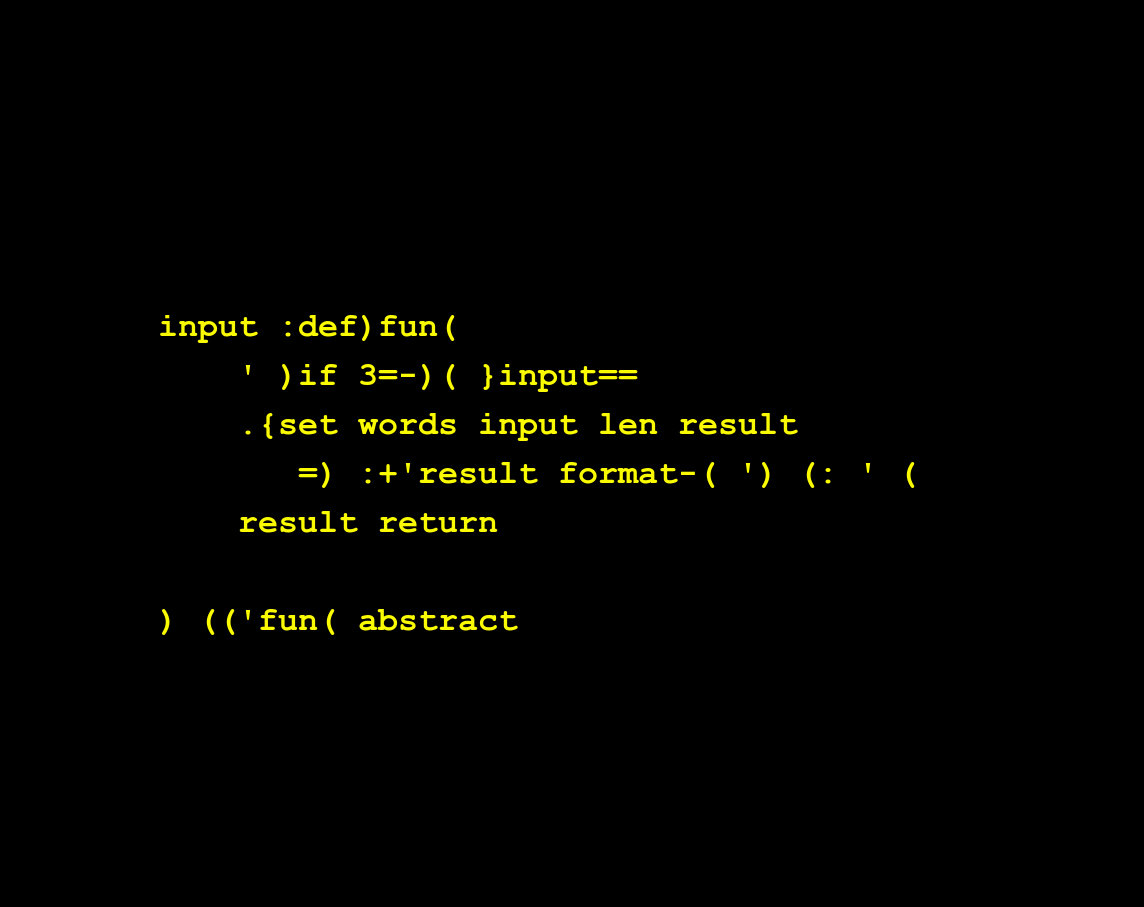 input :def)fun(
    ' )if 3=-)( }input==
    .{set words input len result
       =) :+'result format-( ') (: ' (
    result return

) (('fun( abstract